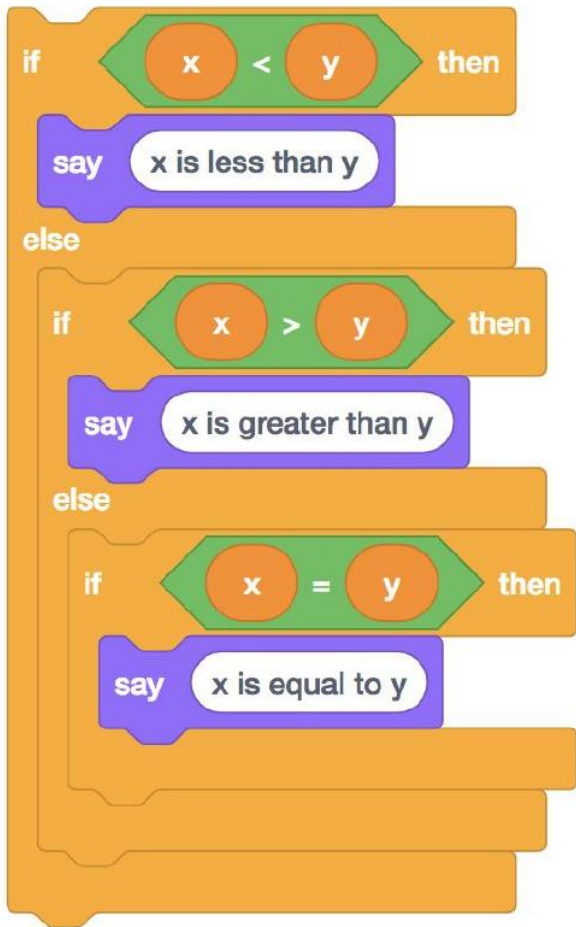 if x < y then
say x is less than y
else
if x > y then
say x is greater than y
else
if x = y then
say x is equal to y